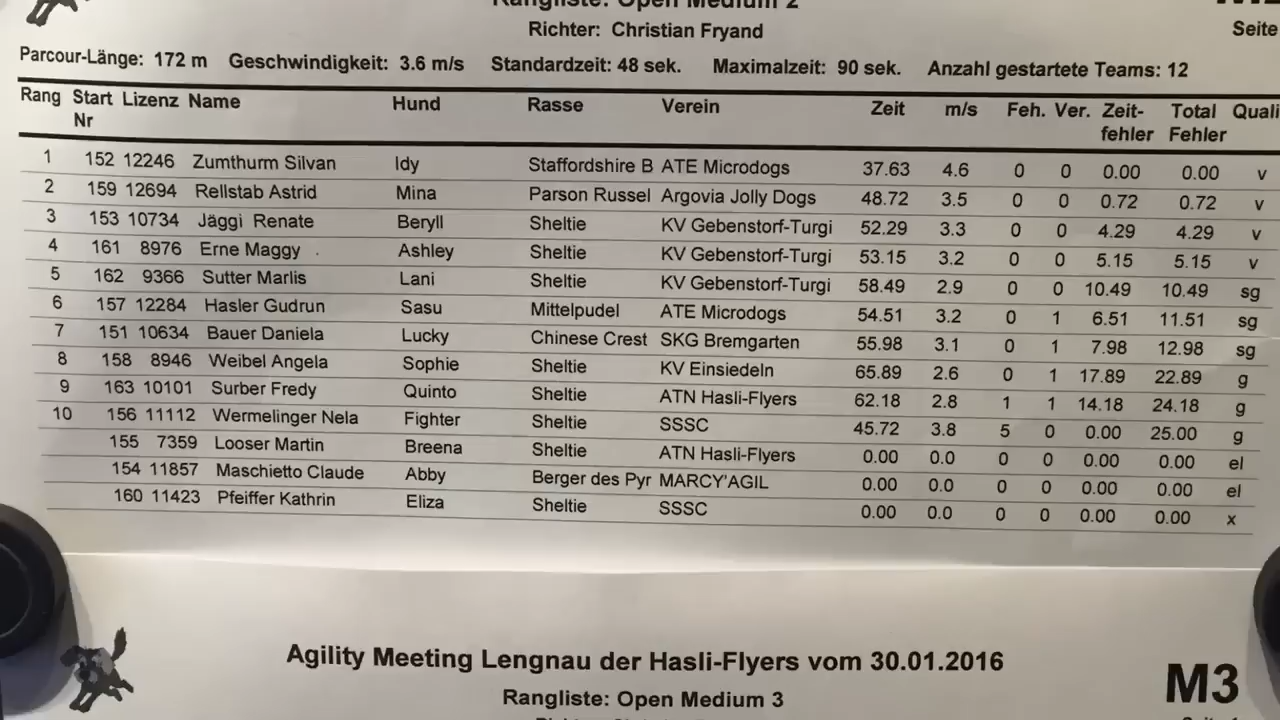 Rangliste: Open Medium 2
Richter: Christian Fryand
Seite
Parcour-Länge: 172 m Geschwindigkeit: 3.6 m/s Standardzeit: 48 sek. Maximalzeit: 90 sek. Anzahl gestartete Teams: 12
Rang Start Nr Lizenz Name Hund Rasse Verein Zeit m/s Feh. Ver. Zeit-fehler Total Fehler Quali
1 152 12246 Zumthurm Silvan Idy Staffordshire B ATE Microdogs 37.63 4.6 0 0 0.00 0.00 v
2 159 12694 Rellstab Astrid Mina Parson Russel Argovia Jolly Dogs 48.72 3.5 0 0 0.72 0.72 v
3 153 10734 Jäggi Renate Beryll Sheltie KV Gebenstorf-Turgi 52.29 3.3 0 0 4.29 4.29 v
4 161 8976 Erne Maggy Ashley Sheltie KV Gebenstorf-Turgi 53.15 3.2 0 0 5.15 5.15 v
5 162 9366 Sutter Marlis Lani Sheltie KV Gebenstorf-Turgi 58.49 2.9 0 0 10.49 10.49 sg
6 157 12284 Hasler Gudrun Sasu Mittelpudel ATE Microdogs 54.51 3.2 0 1 6.51 11.51 sg
7 151 10634 Bauer Daniela Lucky Chinese Crest SKG Bremgarten 55.98 3.1 0 1 7.98 12.98 sg
8 158 8946 Weibel Angela Sophie Sheltie KV Einsiedeln 65.89 2.6 0 1 17.89 22.89 g
9 163 10101 Surber Fredy Quinto Sheltie ATN Hasli-Flyers 62.18 2.8 1 1 14.18 24.18 g
10 156 11112 Wermelinger Nela Fighter Sheltie SSSC 45.72 3.8 5 0 0.00 25.00 g
155 7359 Looser Martin Breena Sheltie ATN Hasli-Flyers 0.00 0.0 0 0 0.00 0.00 el
154 11857 Maschietto Claude Abby Berger des Pyr MARCY'AGIL 0.00 0.0 0 0 0.00 0.00 el
160 11423 Pfeiffer Kathrin Eliza Sheltie SSSC 0.00 0.0 0 0 0.00 0.00 x
Agility Meeting Lengnau der Hasli-Flyers vom 30.01.2016
M3
Rangliste: Open Medium 3